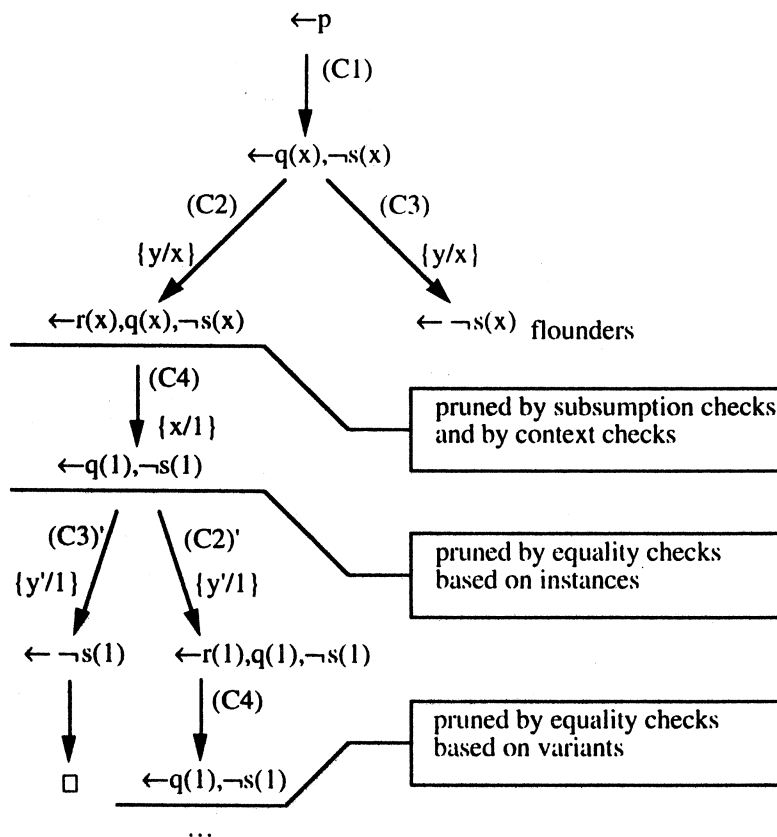 ←p
(C1)
←q(x),¬s(x)
(C2) (C3)
{y/x} {y/x}
←r(x),q(x),¬s(x) ← ¬s(x) flounders
(C4)
{x/1}
pruned by subsumption checks
and by context checks
←q(1),¬s(1)
(C3)' (C2)'
{y'/1} {y'/1}
pruned by equality checks
based on instances
← ¬s(1) ←r(1),q(1),¬s(1)
(C4)
pruned by equality checks
based on variants
□ ←q(1),¬s(1)
...